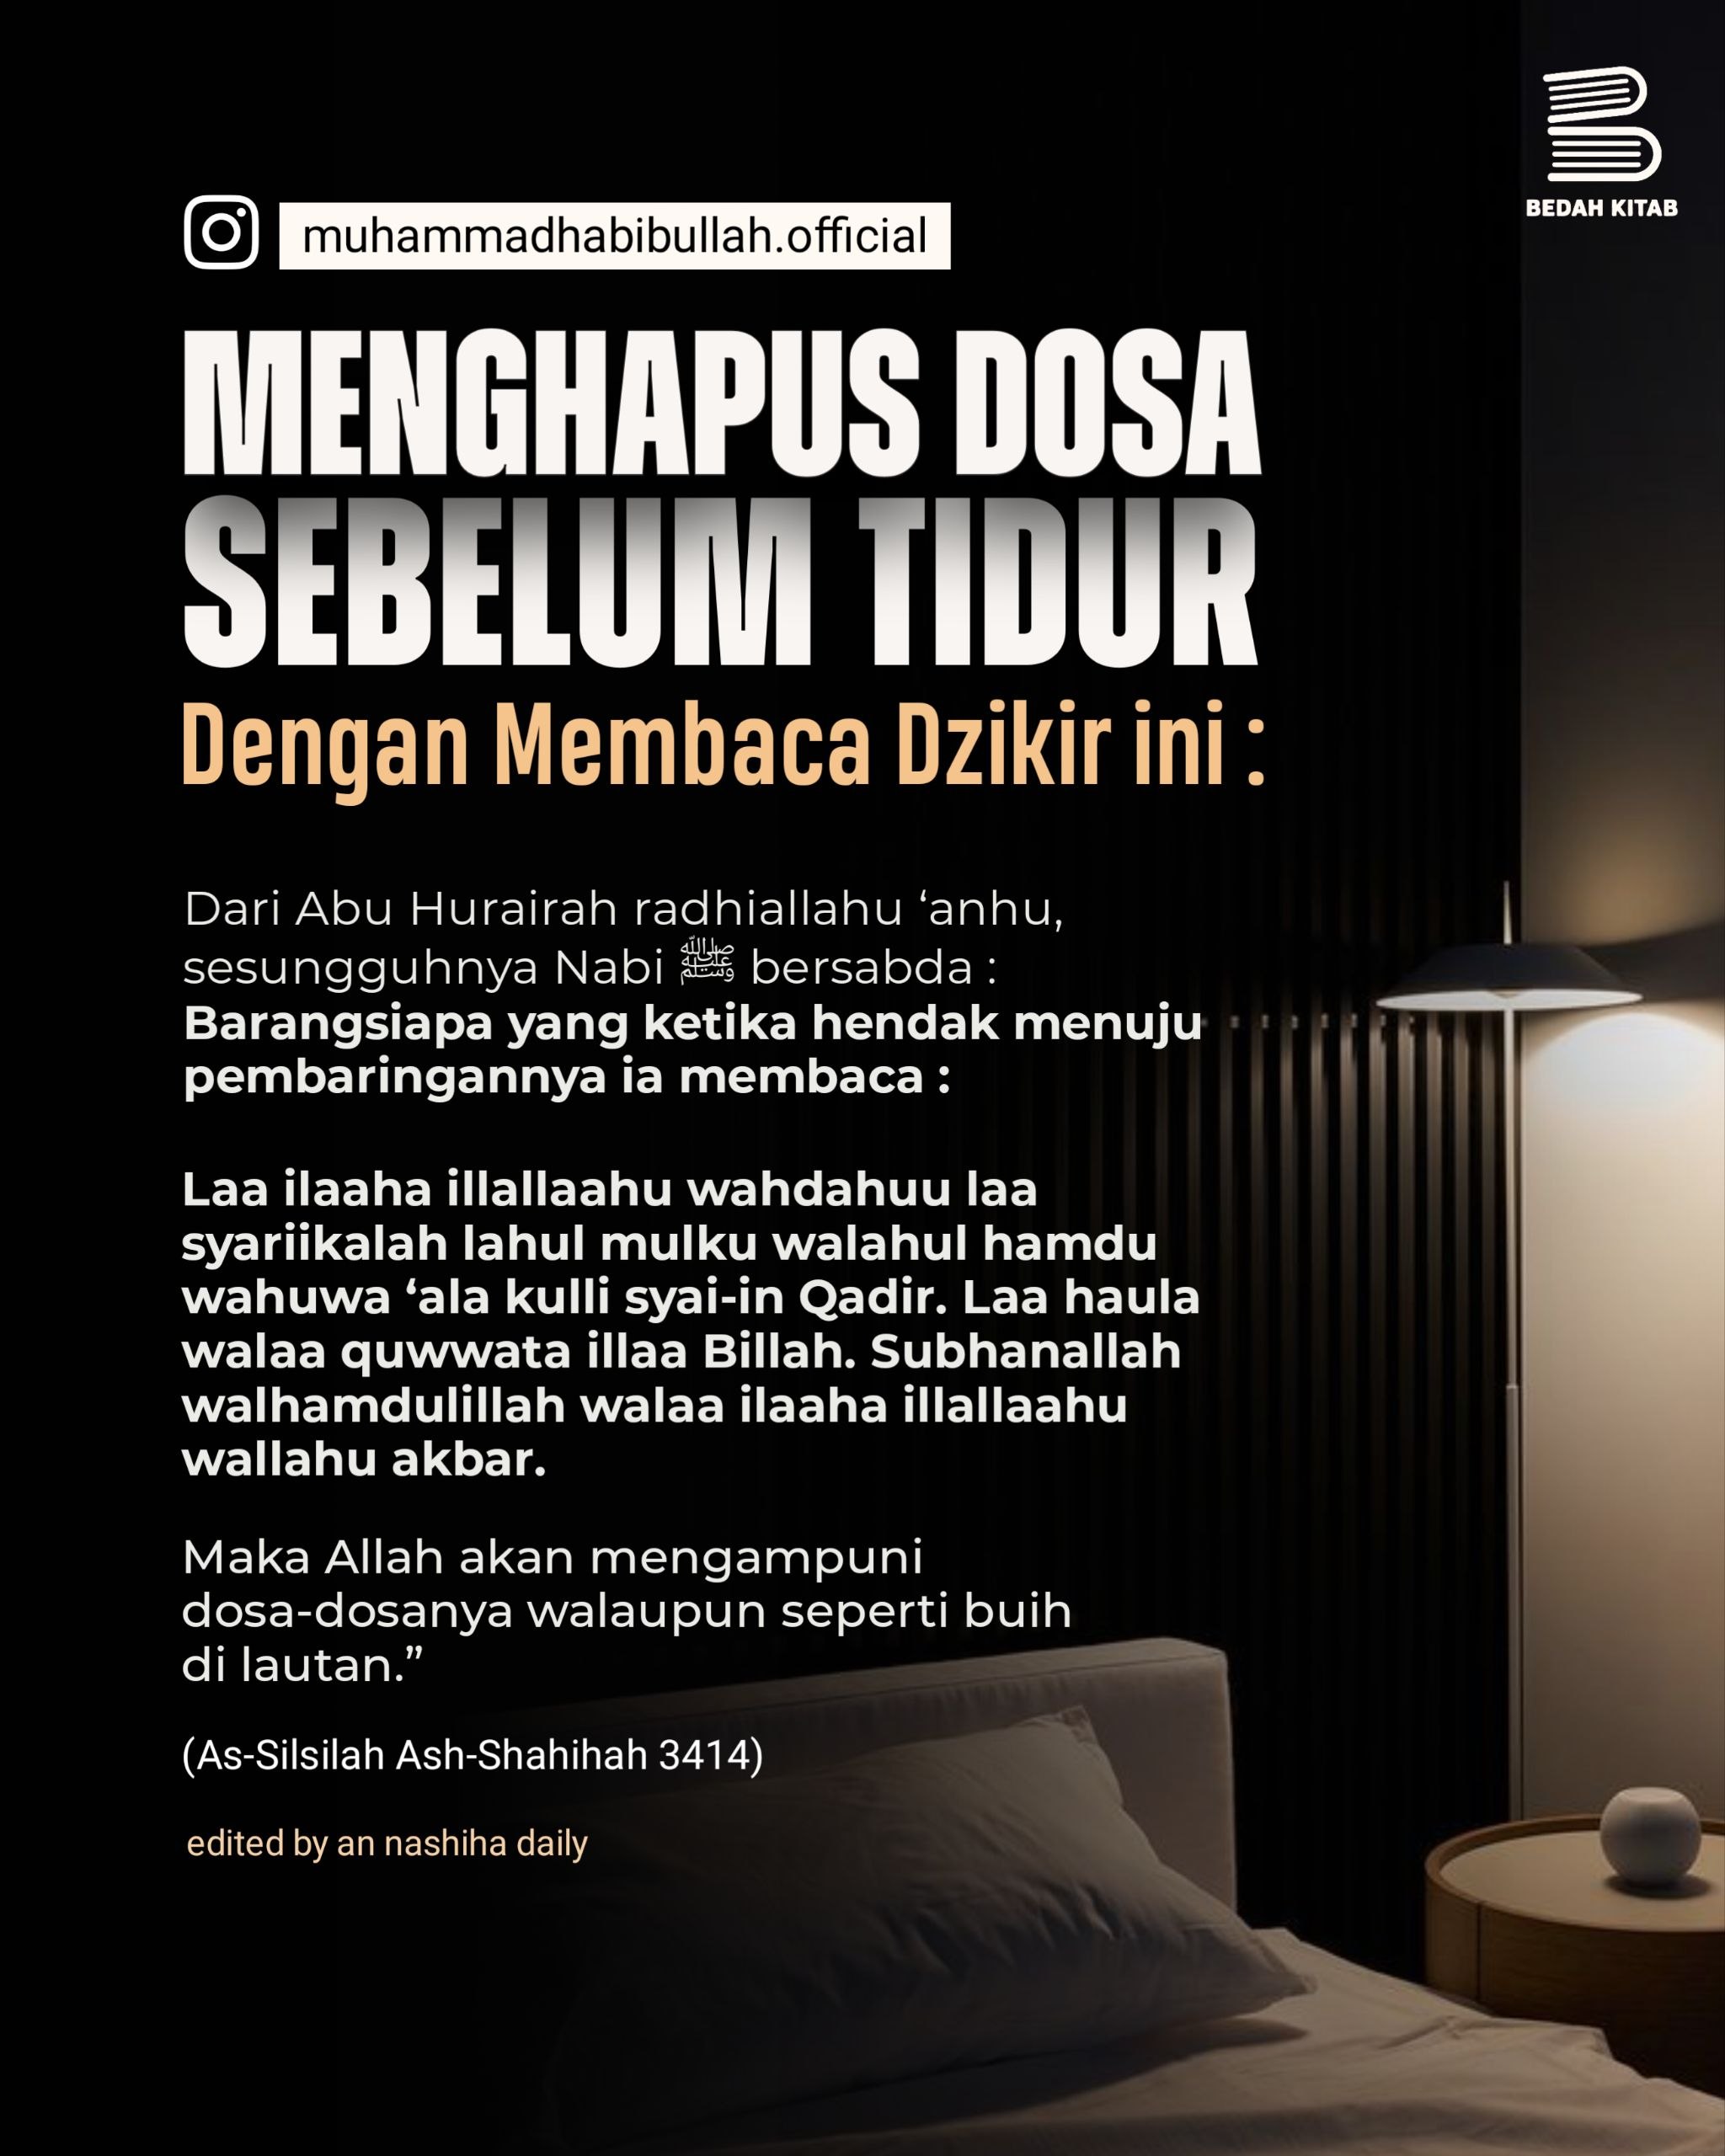 BEDAH KITAB
muhammadhabibullah.official
MENGHAPUS DOSA
SEBELUM TIDUR
Dengan Membaca Dzikir ini :
Dari Abu Hurairah radhiallahu ‘anhu,
sesungguhnya Nabi ﷺ bersabda :
Barangsiapa yang ketika hendak menuju
pembaringannya ia membaca :
Laa ilaaha illallaahu wahdahuu laa
syariikalah lahul mulku walahul hamdu
wahuwa ‘ala kulli syai-in Qadir. Laa haula
walaa quwwata illaa Billah. Subhanallah
walhamdulillah walaa ilaaha illallaahu
wallahu akbar.
Maka Allah akan mengampuni
dosa-dosanya walaupun seperti buih
di lautan.”
(As-Silsilah Ash-Shahihah 3414)
edited by an nashiha daily